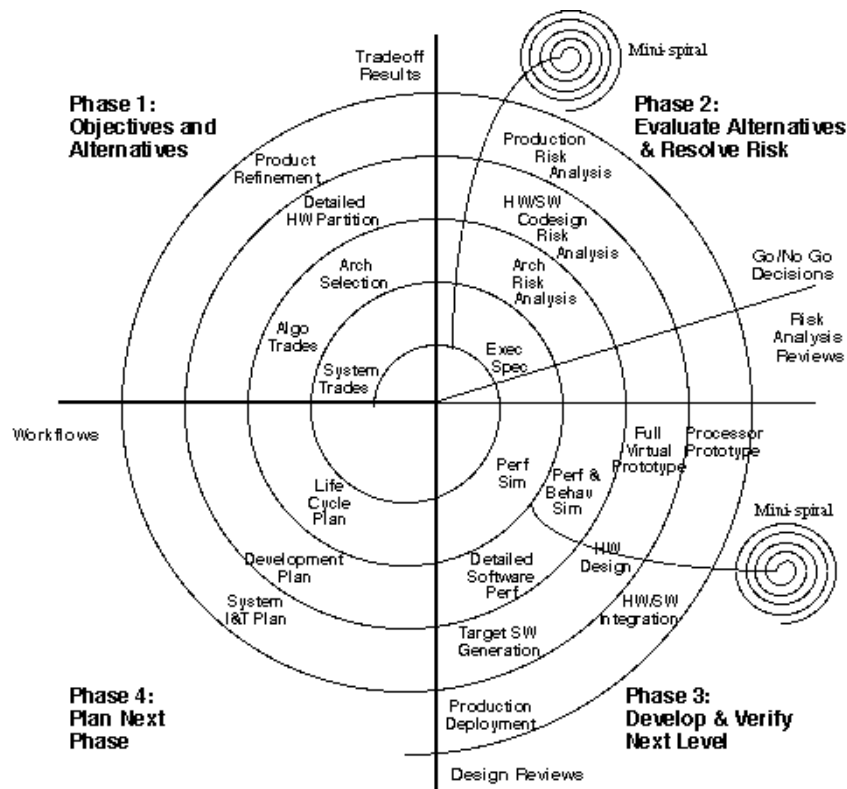 Tradeoff
Results
Mini-spiral
Phase 1:
Objectives and
Alternatives
Phase 2:
Evaluate Alternatives
& Resolve Risk
Product
Refinement
Production
Risk
Analysis
Detailed
HW Partition
HW/SW
Codesign
Risk
Analysis
Arch
Selection
Arch
Risk
Analysis
Go/No Go
Decisions
Algo
Trades
Risk
Analysis
Reviews
System
Trades
Exec
Spec
Workflows
Full
Virtual
Prototype
Processor
Prototype
Perf
Sim
Perf &
Behav
Sim
Life
Cycle
Plan
Mini-spiral
Development
Plan
Detailed
Software
Perf
HW
Design
System
I&T Plan
HW/SW
Integration
Target SW
Generation
Phase 4:
Plan Next
Phase
Production
Deployment
Phase 3:
Develop & Verify
Next Level
Design Reviews